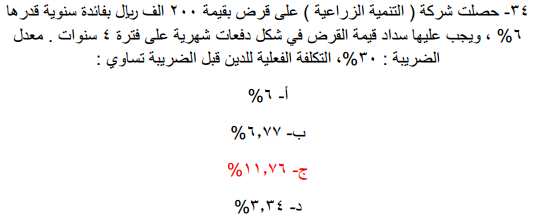 ٣٤- حصلت شركة ( التنمية الزراعية ) على قرض بقيمة ٢٠٠ الف ريال بفائدة سنوية قدرها
٦% ، ويجب عليها سداد قيمة القرض في شكل دفعات شهرية على فترة ٤ سنوات . معدل
الضريبة : ٣٠%، التكلفة الفعلية للدين قبل الضريبة تساوي :
أ- ٦%
ب- ٦,٧٧%
ج- ١١,٧٦%
د- ٣,٣٤%